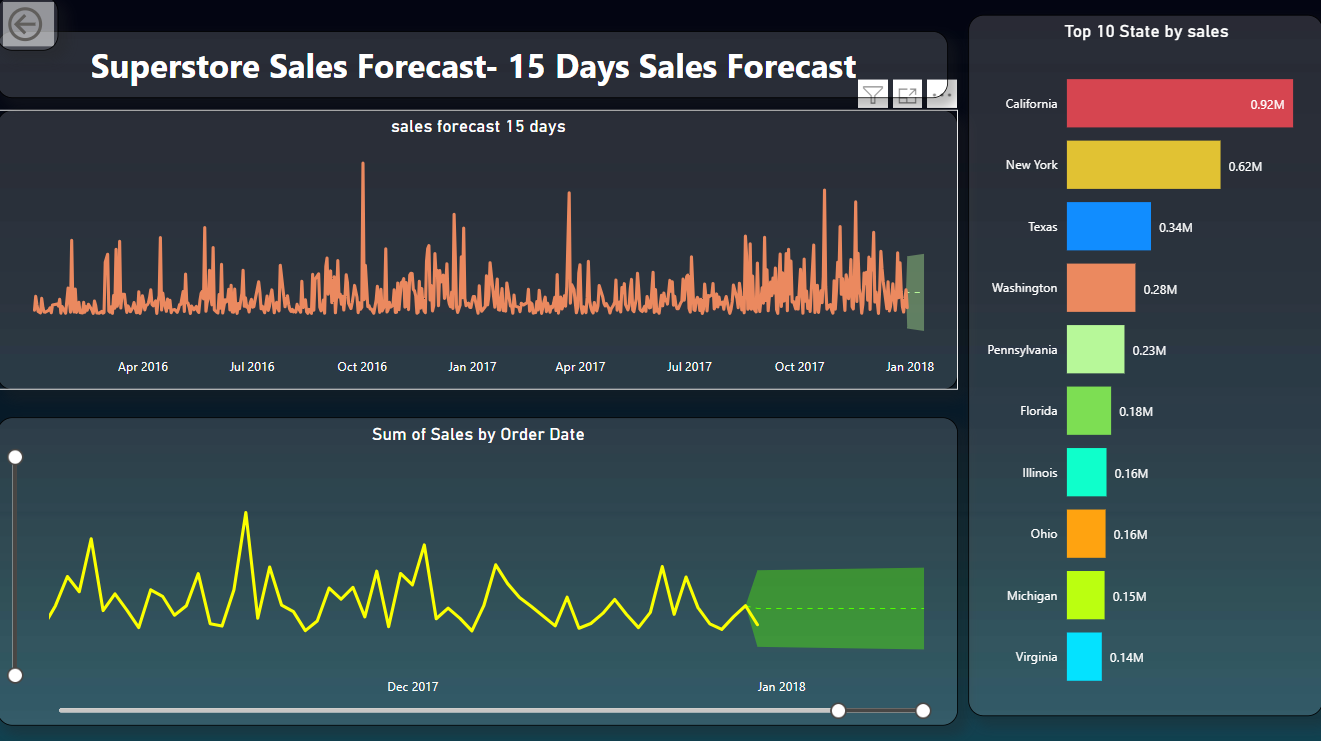 Superstore Sales Forecast- 15 Days Sales Forecast
sales forecast 15 days
Apr 2016 Jul 2016 Oct 2016 Jan 2017 Apr 2017 Jul 2017 Oct 2017 Jan 2018
Sum of Sales by Order Date
Dec 2017 Jan 2018
Top 10 State by sales
California 0.92M
New York 0.62M
Texas 0.34M
Washington 0.28M
Pennsylvania 0.23M
Florida 0.18M
Illinois 0.16M
Ohio 0.16M
Michigan 0.15M
Virginia 0.14M